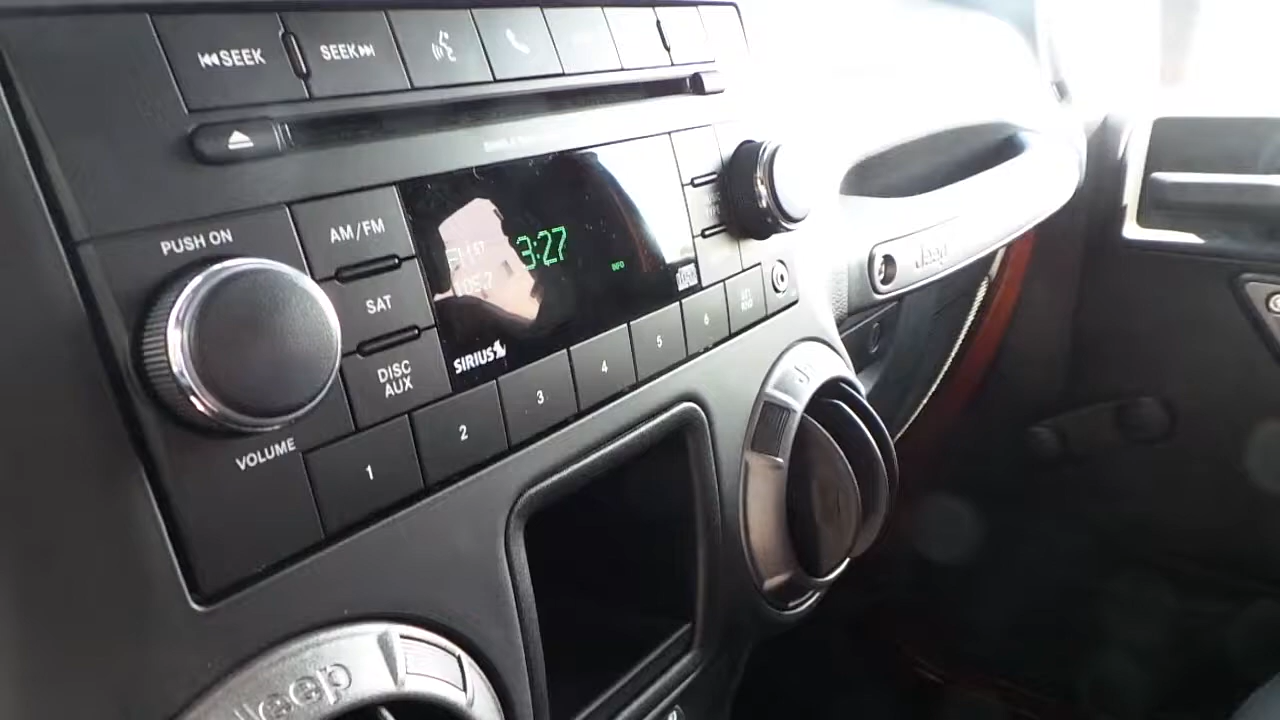 SEEK
SEEK
PUSH ON
AM/FM
SAT
DISC
AUX
3:27
INFO
SIRIUS
VOLUME
1
2
3
4
5
6
Jeep
Jeep